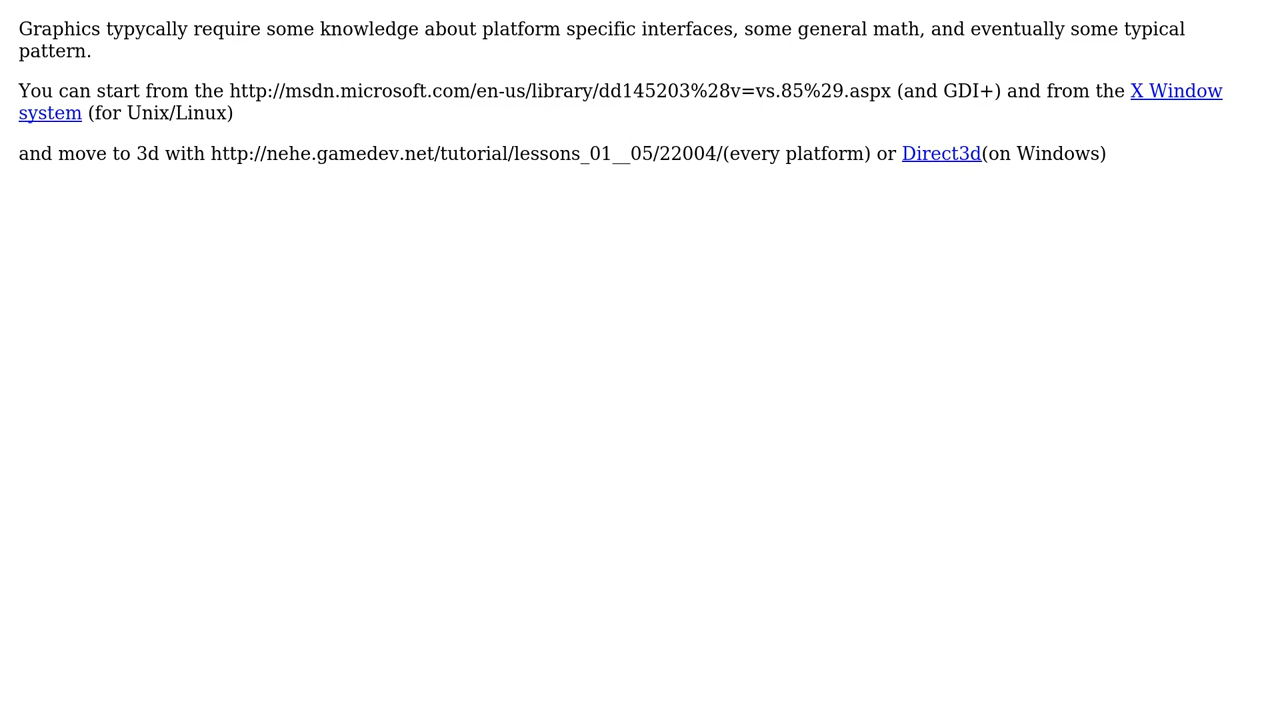 Graphics typycally require some knowledge about platform specific interfaces, some general math, and eventually some typical
pattern.
You can start from the http://msdn.microsoft.com/en-us/library/dd145203%28v=vs.85%29.aspx (and GDI+) and from the X Window
system (for Unix/Linux)
and move to 3d with http://nehe.gamedev.net/tutorial/lessons_01__05/22004/(every platform) or Direct3d(on Windows)